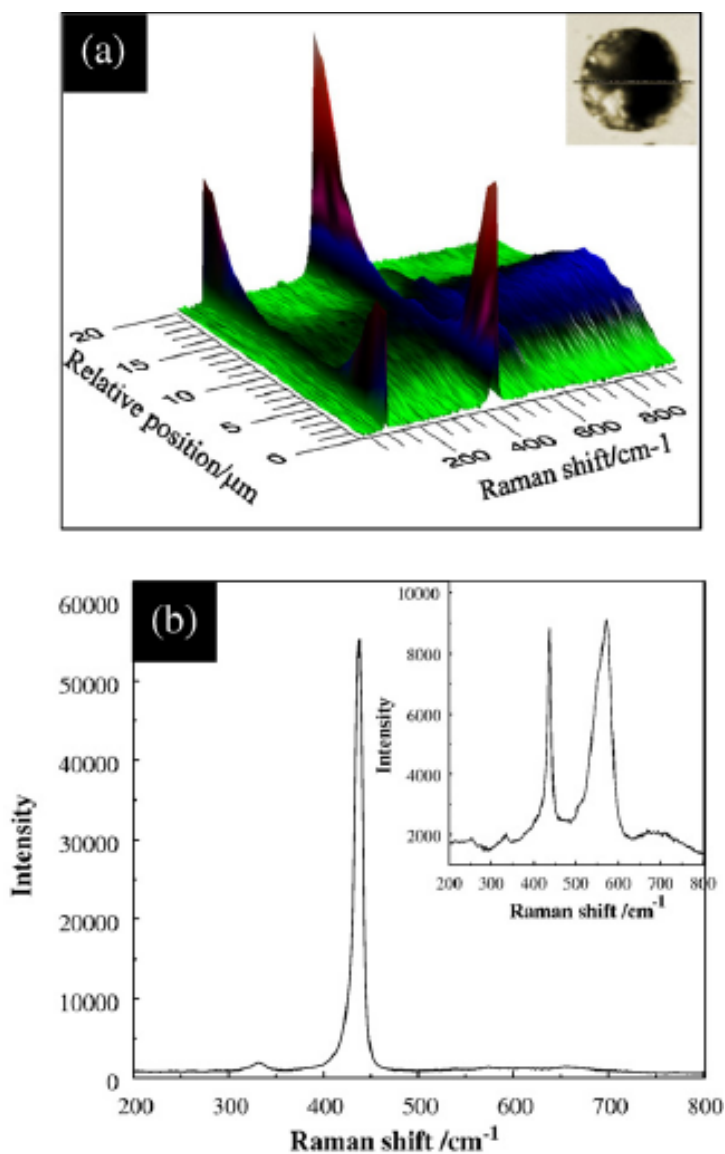 (a)
20
15
10
5
0
Relative position/μm
200
400
600
800
Raman shift/cm-1
(b)
60000
50000
40000
30000
20000
10000
0
Intensity
200 300 400 500 600 700 800
Raman shift /cm-1
10000
8000
6000
4000
2000
Intensity
200 300 400 500 600 700 800
Raman shift /cm-1